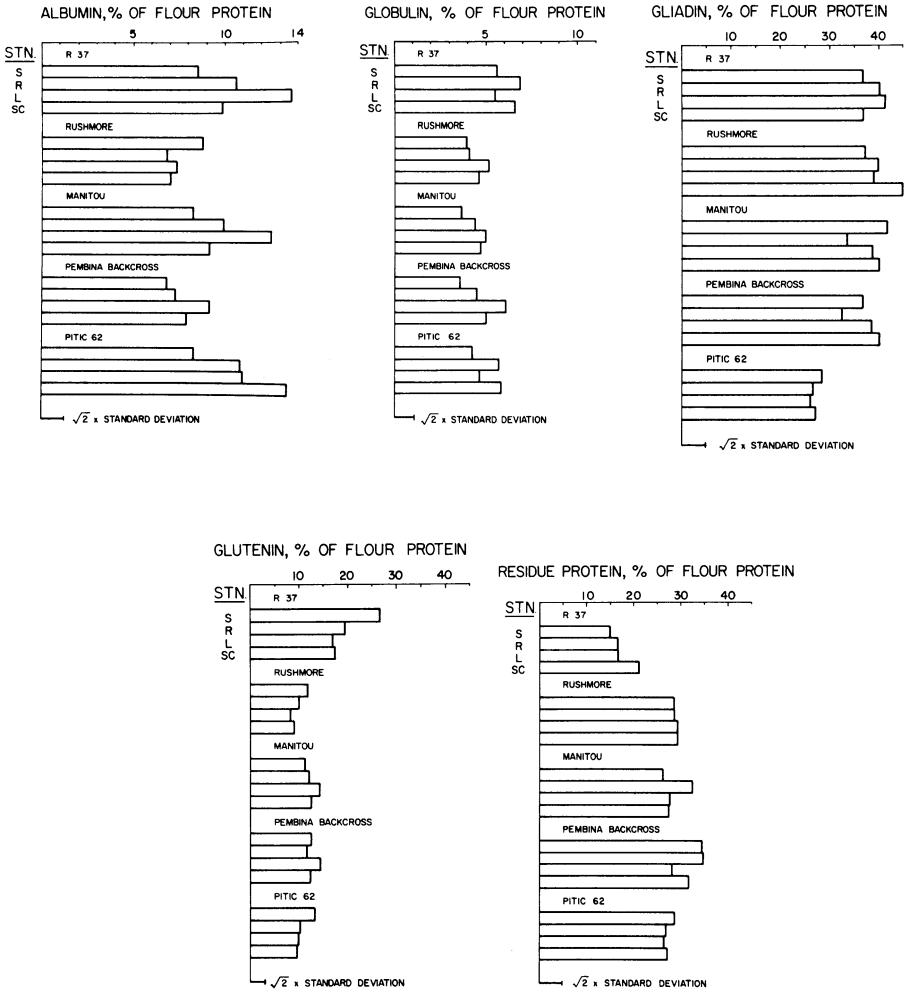 ALBUMIN,% OF FLOUR PROTEIN
5 10 14
STN.
R 37
S
R
L
SC
RUSHMORE
MANITOU
PEMBINA BACKCROSS
PITIC 62
√2 x STANDARD DEVIATION
GLOBULIN, % OF FLOUR PROTEIN
5 10
R 37
RUSHMORE
MANITOU
PEMBINA BACKCROSS
PITIC 62
√2 x STANDARD DEVIATION
GLIADIN, % OF FLOUR PROTEIN
10 20 30 40
STN.
R 37
S
R
L
SC
RUSHMORE
MANITOU
PEMBINA BACKCROSS
PITIC 62
√2 x STANDARD DEVIATION
GLUTENIN, % OF FLOUR PROTEIN
10 20 30 40
STN.
R 37
S
R
L
SC
RUSHMORE
MANITOU
PEMBINA BACKCROSS
PITIC 62
√2 x STANDARD DEVIATION
RESIDUE PROTEIN, % OF FLOUR PROTEIN
10 20 30 40
STN.
R 37
S
R
L
SC
RUSHMORE
MANITOU
PEMBINA BACKCROSS
PITIC 62
√2 x STANDARD DEVIATION